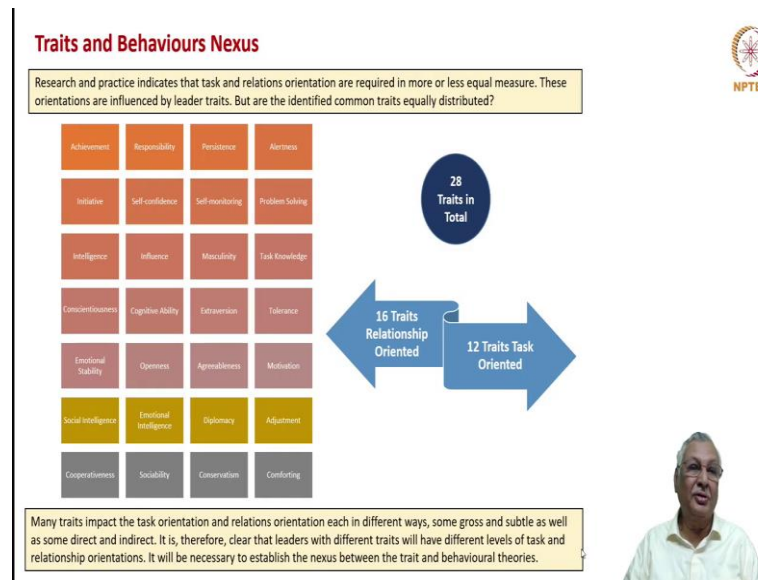 Traits and Behaviours Nexus
NPTEL
Research and practice indicates that task and relations orientation are required in more or less equal measure. These
orientations are influenced by leader traits. But are the identified common traits equally distributed?
Achievement Responsibility Persistence Alertness
Initiative Self-confidence Self-monitoring Problem Solving
Intelligence Influence Masculinity Task Knowledge
Conscientiousness Cognitive Ability Extraversion Tolerance
Emotional
Stability Openness Agreeableness Motivation
Social Intelligence Emotional
Intelligence Diplomacy Adjustment
Cooperativeness Sociability Conservatism Comforting
28
Traits in
Total
16 Traits
Relationship
Oriented
12 Traits Task
Oriented
Many traits impact the task orientation and relations orientation each in different ways, some gross and subtle as well
as some direct and indirect. It is, therefore, clear that leaders with different traits will have different levels of task and
relationship orientations. It will be necessary to establish the nexus between the trait and behavioural theories.